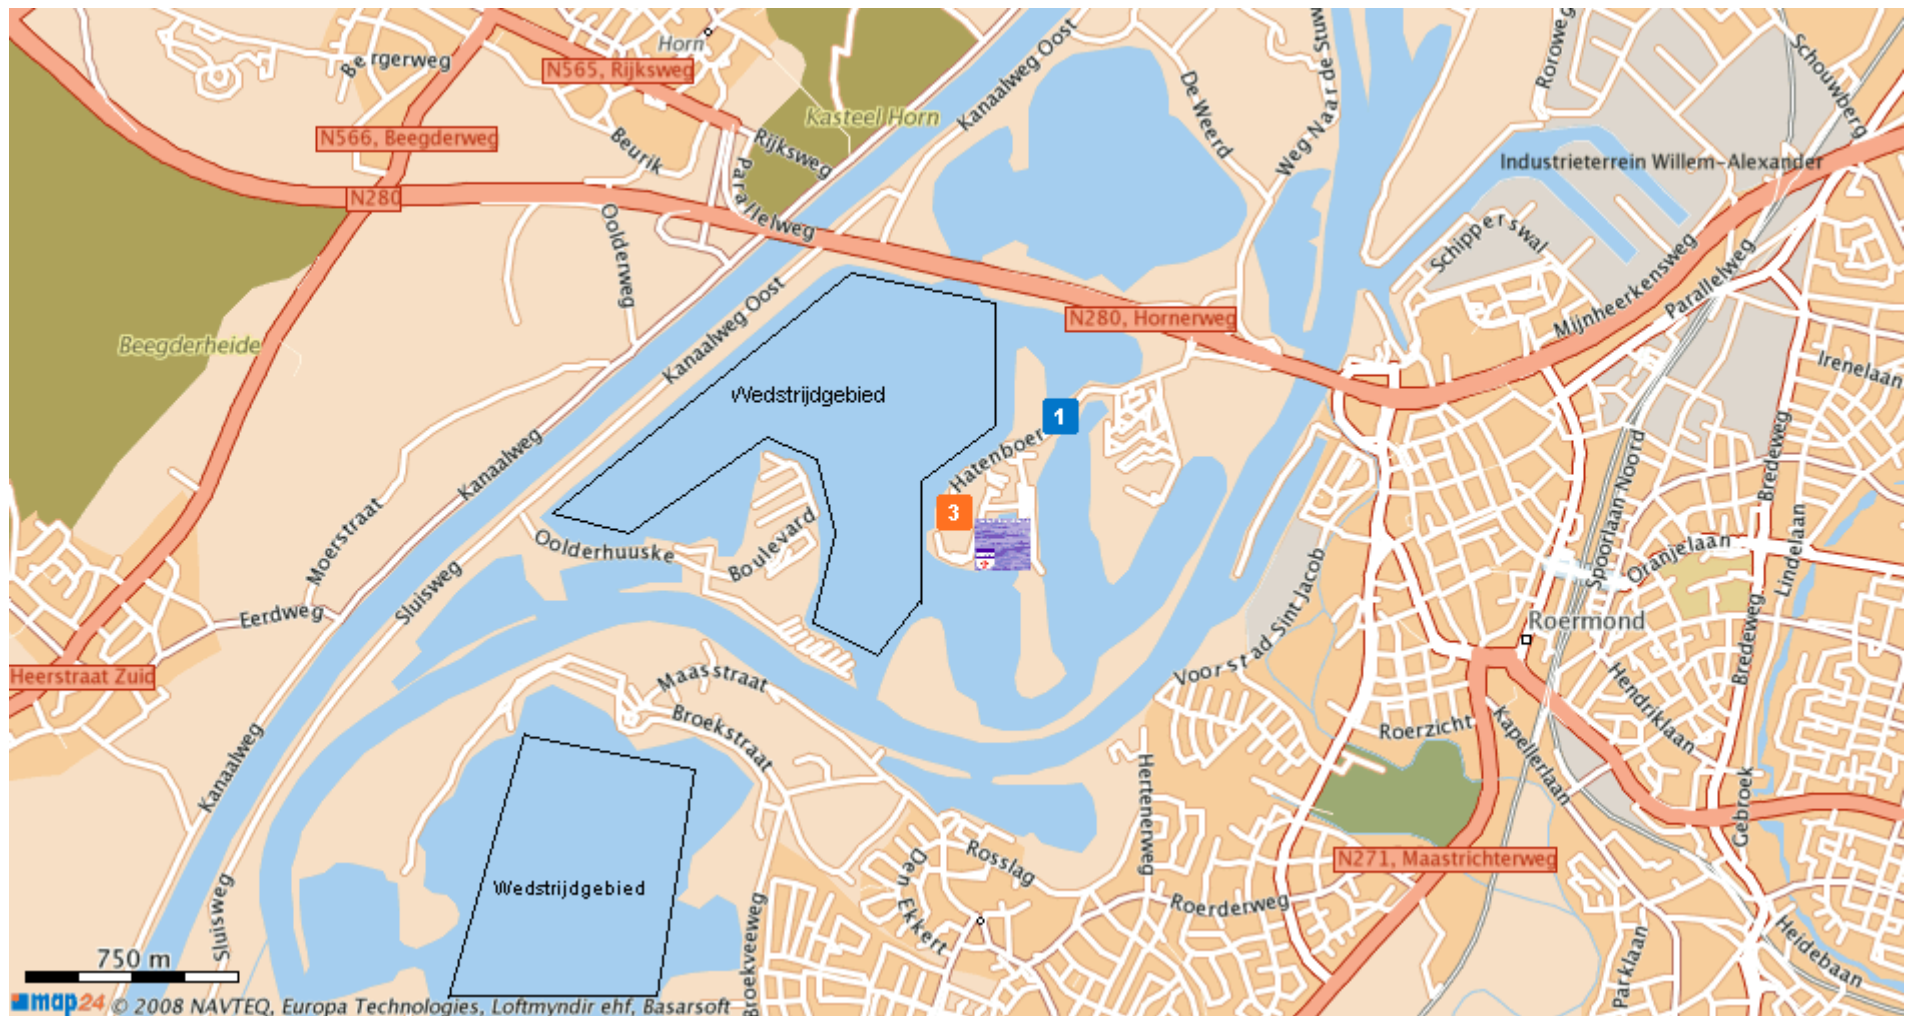 Horn
Bergerweg
N565, Rijksweg
Kanaalweg Oost
De Weerd
Weg Naar de Stuw
Roroweg
Schouwberg
Kasteel Horn
N566, Beegderweg
Beurik
Rijksweg
Parallelweg
Industrieterrein Willem-Alexander
N280
Oolderweg
Schipperswal
Mijnheerkensweg
Parallelweg
Beegderheide
Kanaalweg Oost
N280, Hornerweg
Irenelaan
Wedstrijdgebied
1
Hatenboer
Kanaalweg
Bredeweg
Spoorlaan Noord
3
Moerstraat
Oolderhuuske
Boulevard
Oranjelaan
Lindelaan
Sluisweg
Eerdweg
Voorstad Sint Jacob
Roermond
Bredeweg
Heerstraat Zuid
Maasstraat
Broekstraat
Hendriklaan
Roerzicht
Kapellerlaan
Kanaalweg
Hertenerweg
Gebroek
Rosslag
N271, Maastrichterweg
Den Ekkert
Wedstrijdgebied
Roerderweg
Sluisweg
Broekveeweg
Parklaan
Heidebaan
750 m
map24 © 2008 NAVTEQ, Europa Technologies, Loftmyndir ehf, Basarsoft